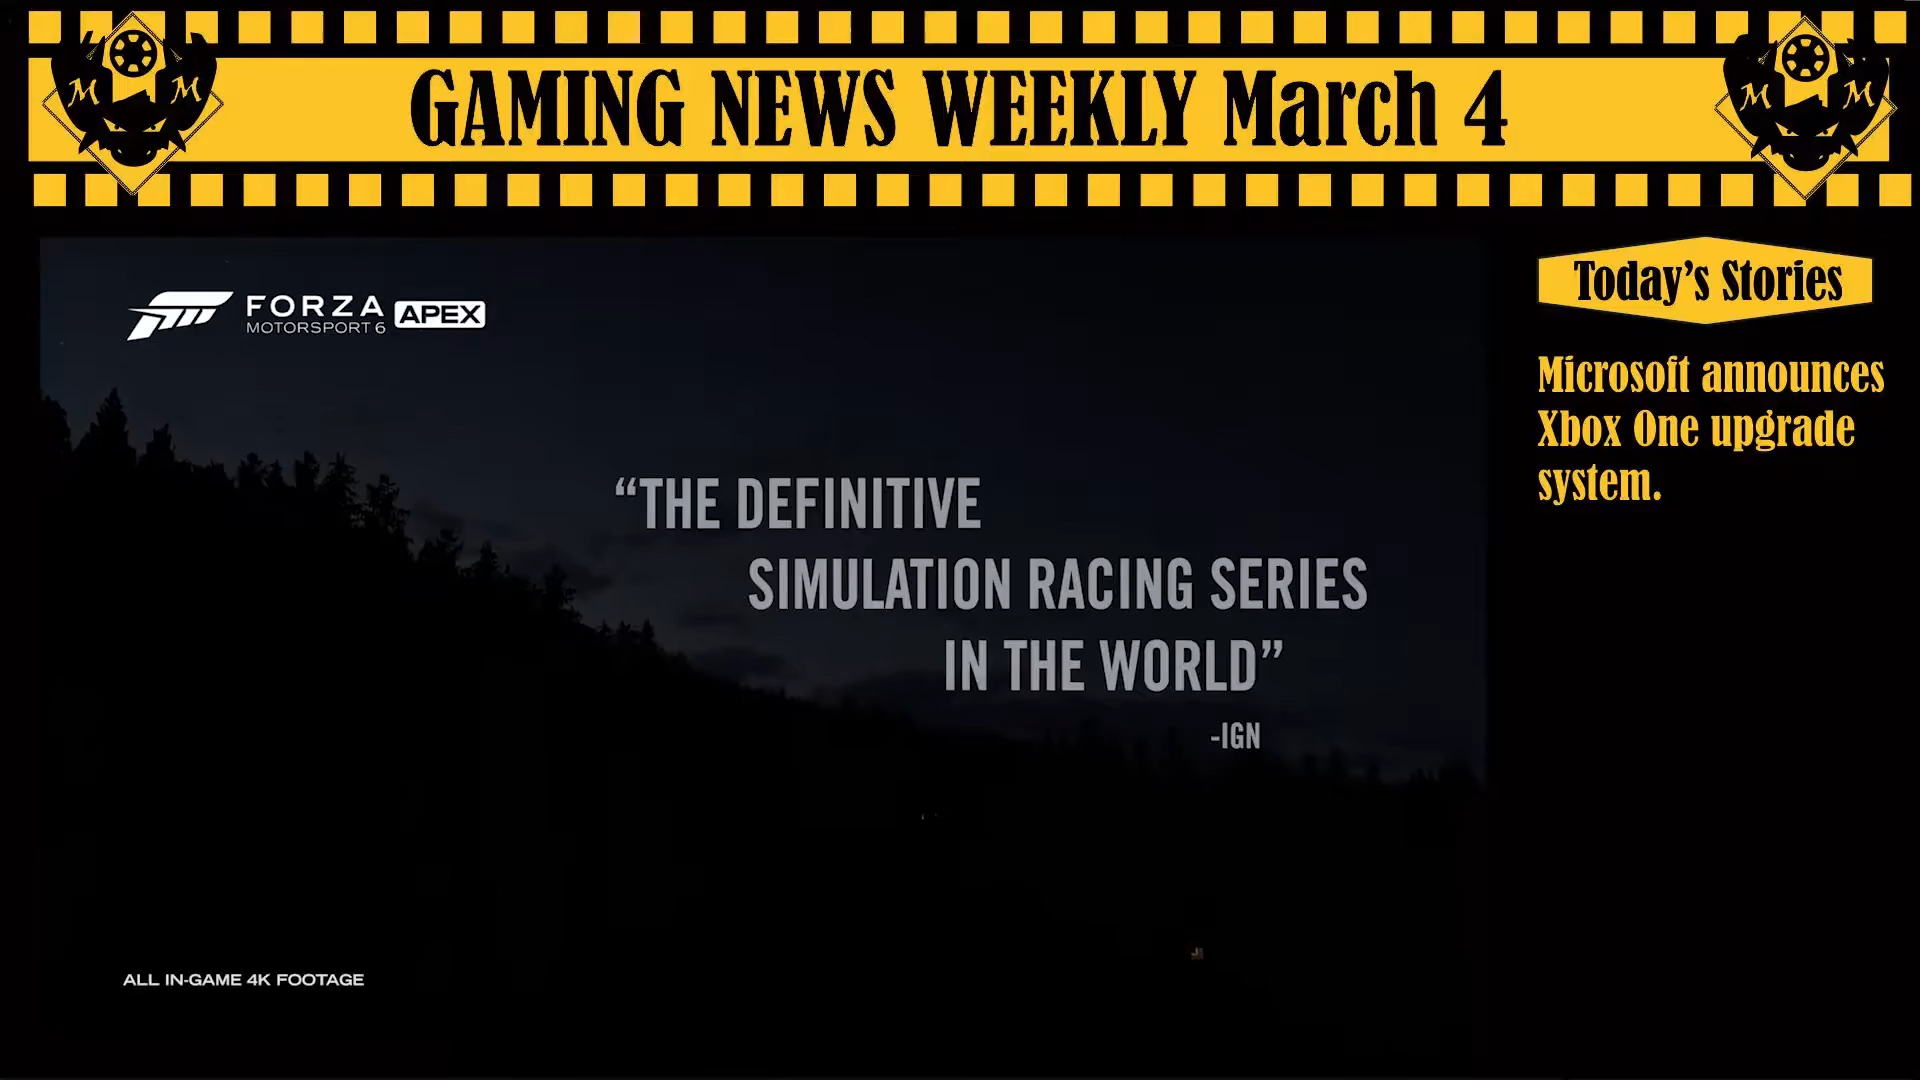 M M
GAMING NEWS WEEKLY March 4
M M
FORZA
MOTORSPORT 6
APEX
“THE DEFINITIVE
SIMULATION RACING SERIES
IN THE WORLD”
-IGN
ALL IN-GAME 4K FOOTAGE
Today’s Stories
Microsoft announces
Xbox One upgrade
system.